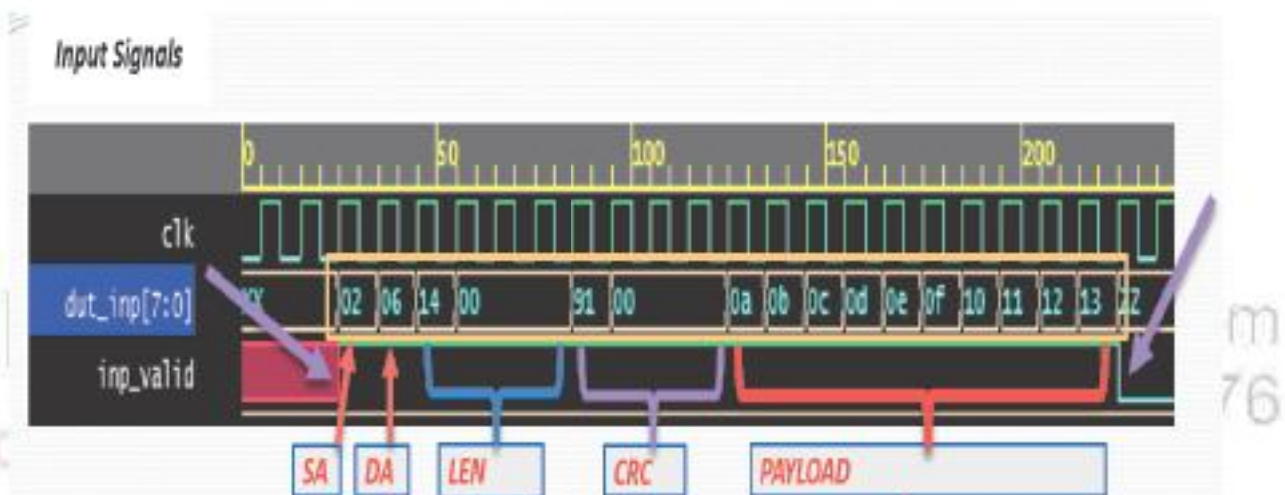 Input Signals
0 50 100 150 200
clk
dut_inp[7:0] XX 02 06 14 00 91 00 0a 0b 0c 0d 0e 0f 10 11 12 13 ZZ
m
inp_valid
76
SA DA LEN CRC PAYLOAD